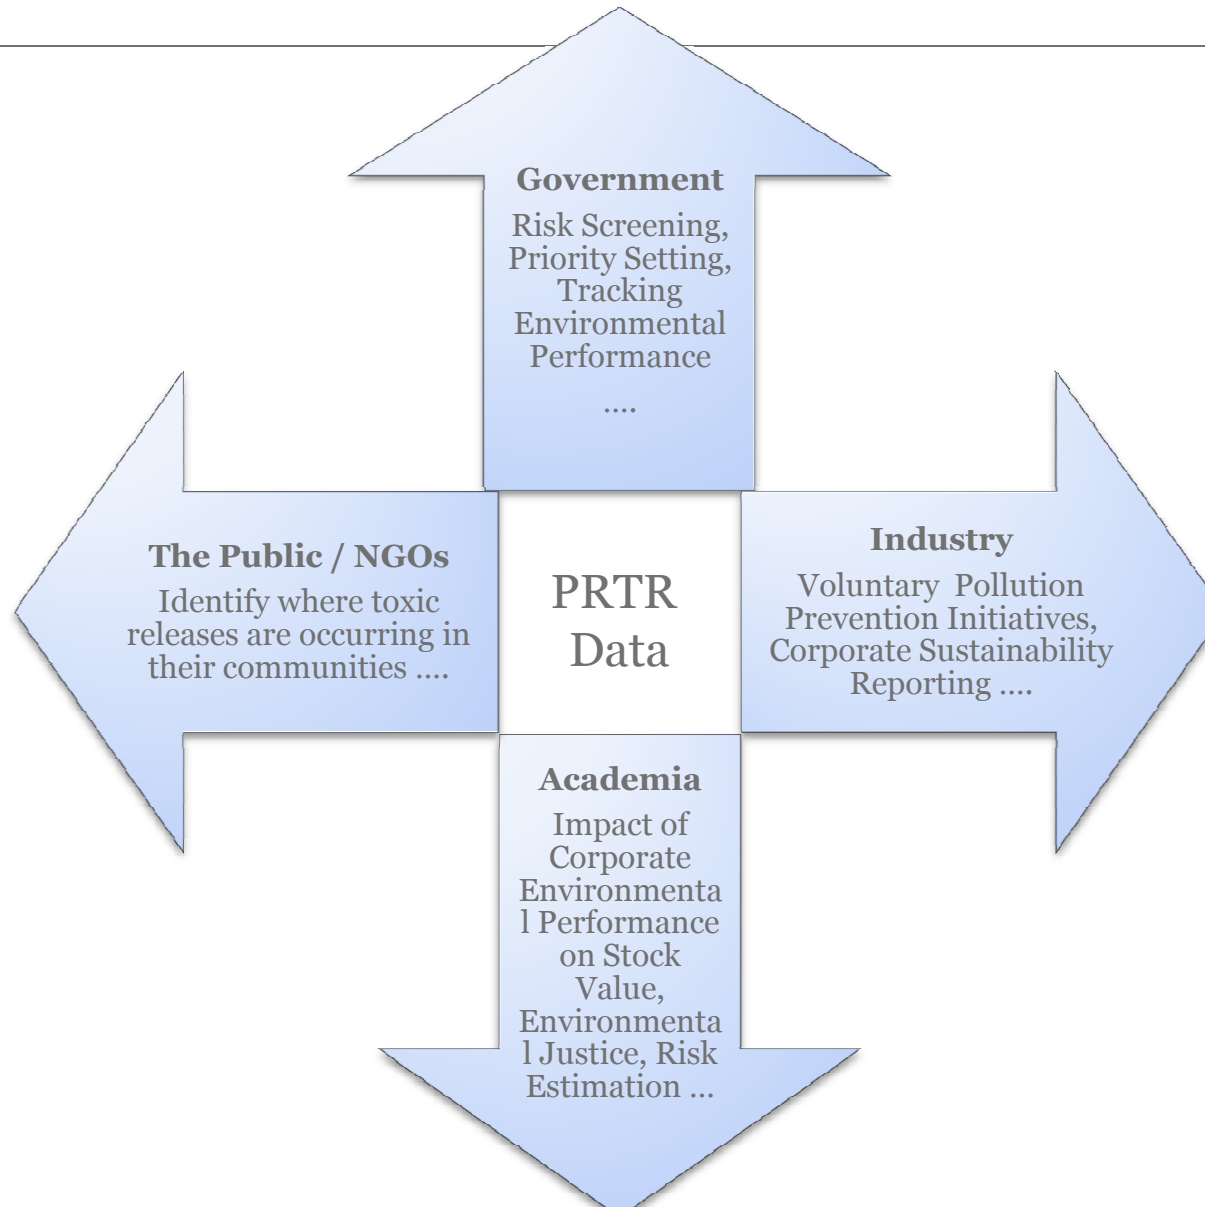 Government
Risk Screening,
Priority Setting,
Tracking
Environmental
Performance
....
The Public / NGOs
Identify where toxic
releases are occurring in
their communities ....
PRTR
Data
Industry
Voluntary  Pollution
Prevention Initiatives,
Corporate Sustainability
Reporting ....
Academia
Impact of
Corporate
Environmenta
l Performance
on Stock
Value,
Environmenta
l Justice, Risk
Estimation ...